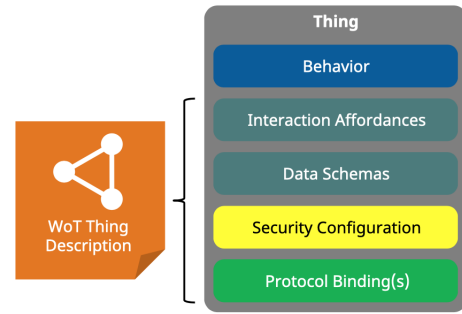 Thing
Behavior
Interaction Affordances
Data Schemas
Security Configuration
Protocol Binding(s)
WoT Thing
Description